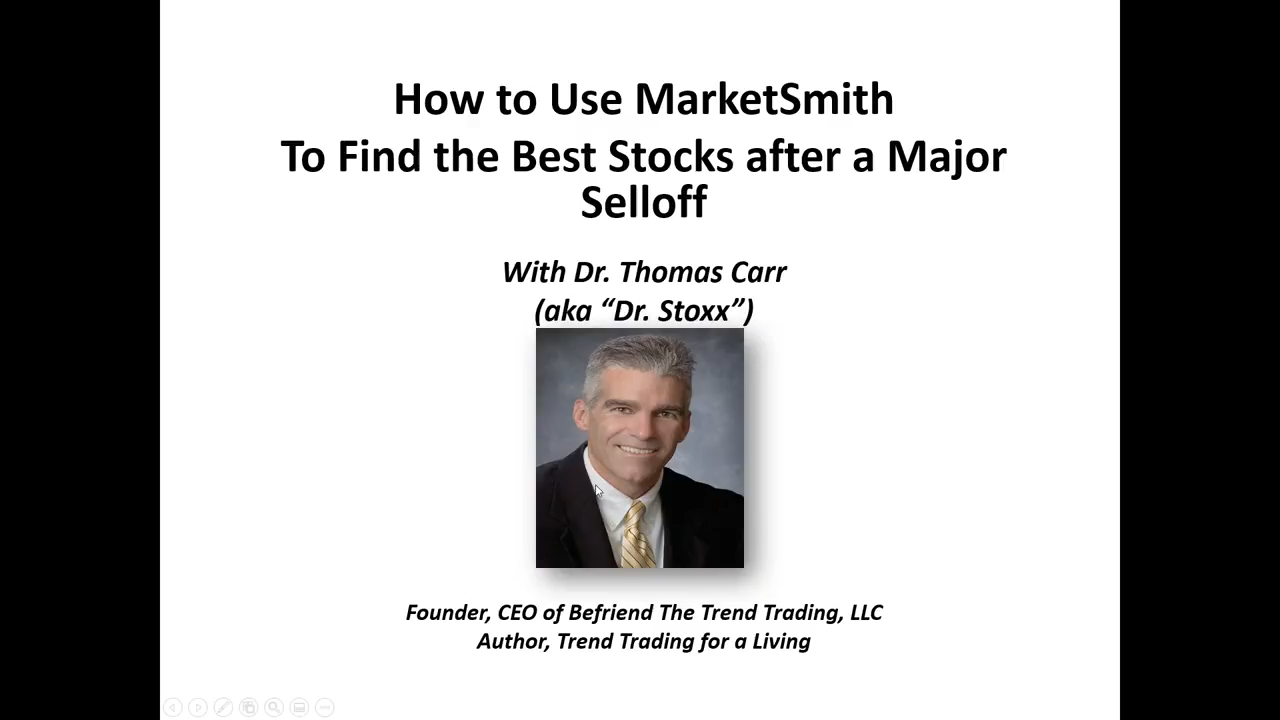 How to Use MarketSmith
To Find the Best Stocks after a Major
Selloff
With Dr. Thomas Carr
(aka “Dr. Stoxx”)
Founder, CEO of Befriend The Trend Trading, LLC
Author, Trend Trading for a Living